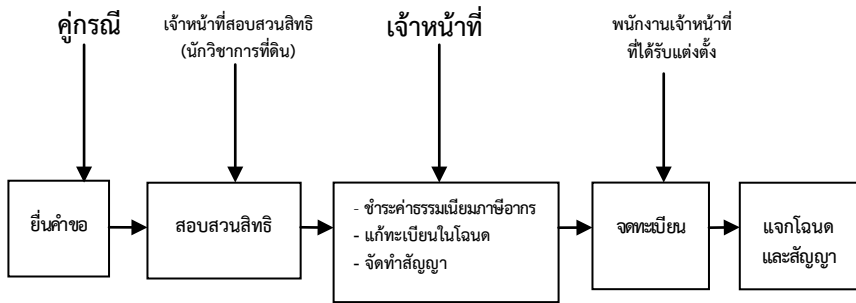 คู่กรณี
เจ้าหน้าที่สอบสวนสิทธิ
(นักวิชาการที่ดิน)
เจ้าหน้าที่
พนักงานเจ้าหน้าที่
ที่ได้รับแต่งตั้ง
ยื่นคำขอ
สอบสวนสิทธิ
- ชำระค่าธรรมเนียมภาษีอากร
- แก้ทะเบียนในโฉนด
- จัดทำสัญญา
จดทะเบียน
แจกโฉนด
และสัญญา